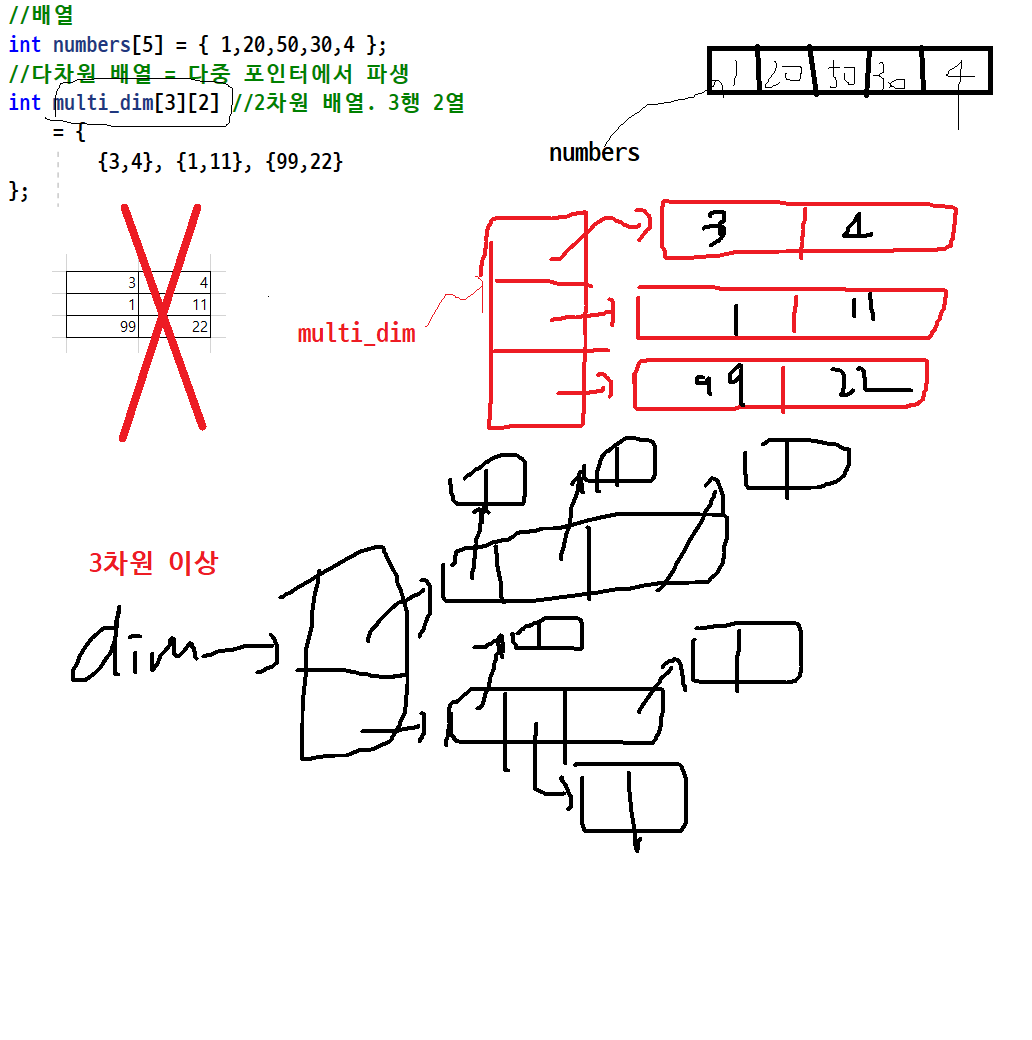 //배열
int numbers[5] = { 1,20,50,30,4 };
//다차원 배열 = 다중 포인터에서 파생
int multi_dim[3][2] //2차원 배열. 3행 2열
= {
{3,4}, {1,11}, {99,22}
};
1 20 50 30 4
numbers
3 4
1 11
99 22
multi_dim
3 4
1 11
99 22
3차원 이상
dim